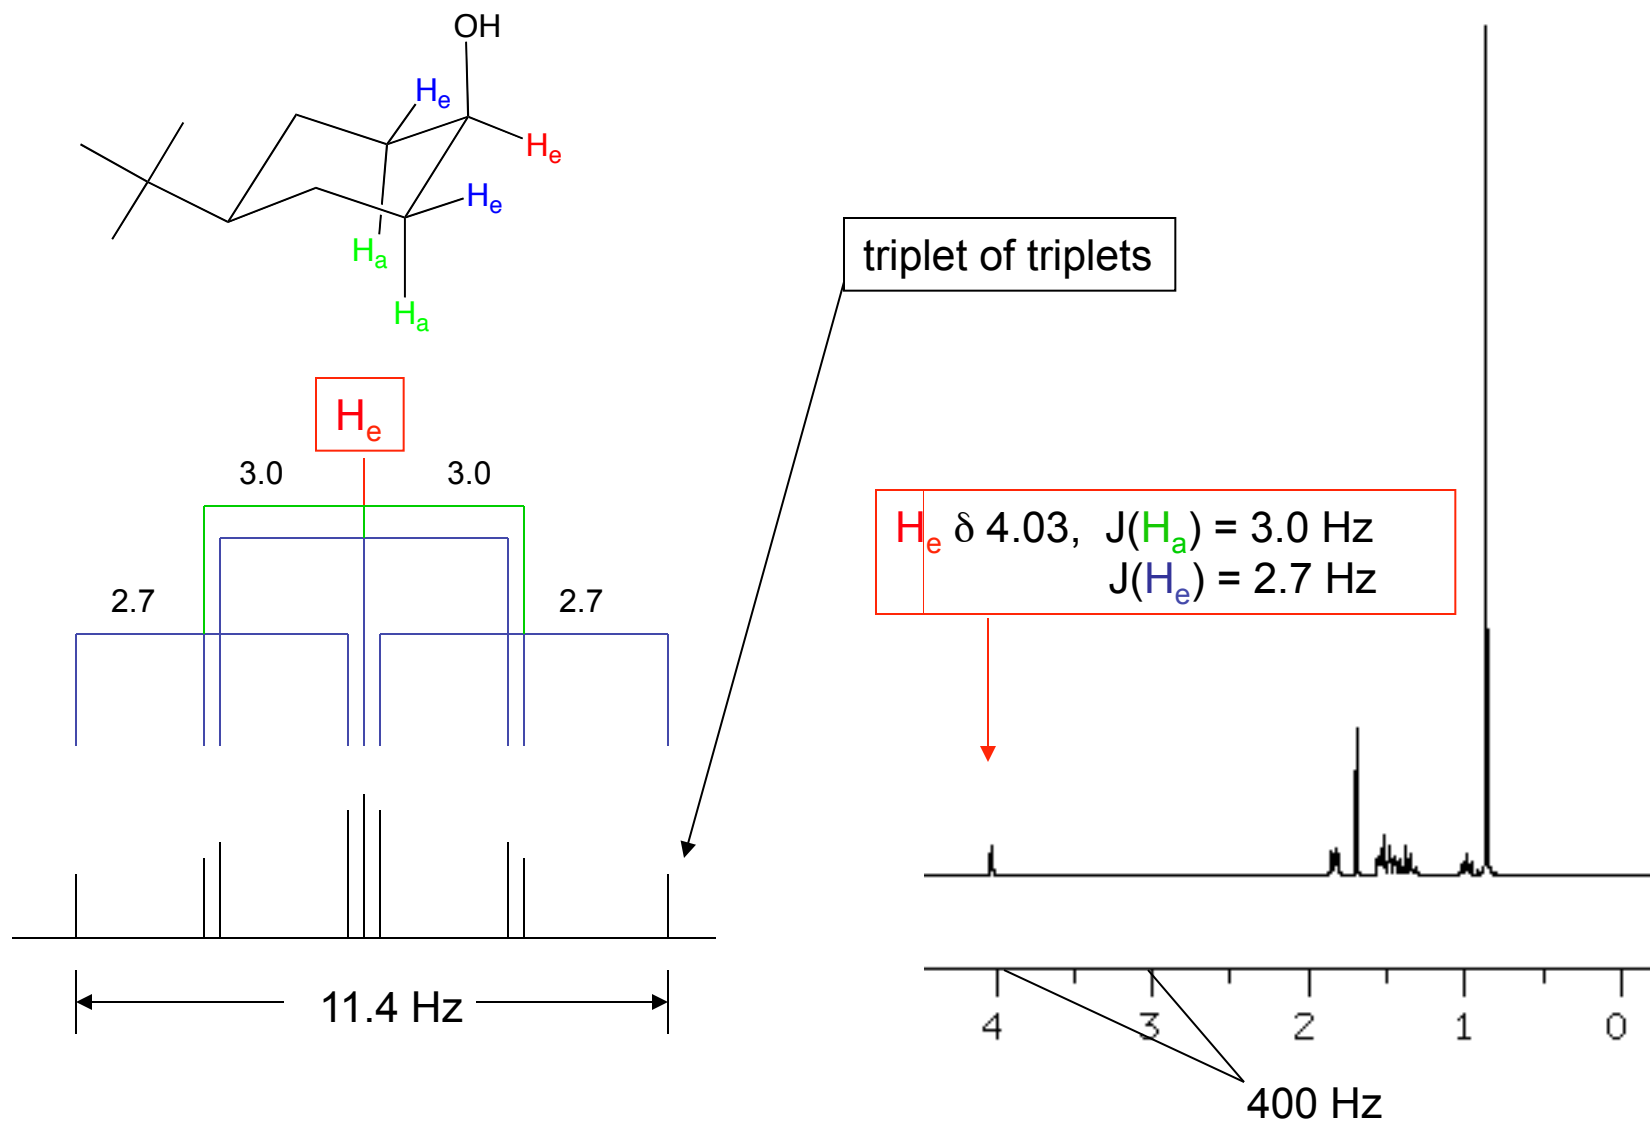 OH
He
He
He
Ha
Ha
triplet of triplets
He
3.0 3.0
2.7 2.7
He δ 4.03, J(Ha) = 3.0 Hz
J(He) = 2.7 Hz
11.4 Hz
4 3 2 1 0
400 Hz